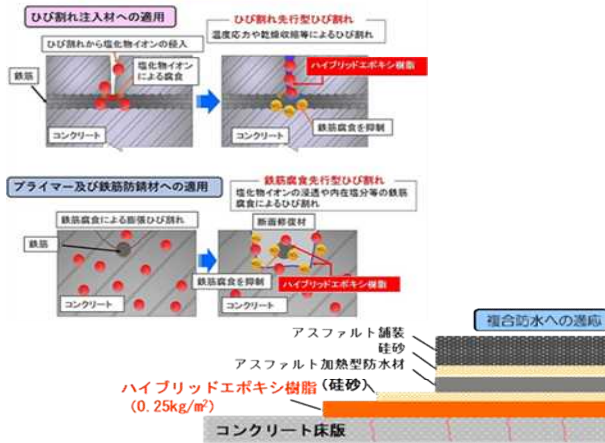 ひび割れ注入材への適用
ひび割れから塩化物イオンの侵入
塩化物イオン
による腐食
鉄筋
コンクリート
ひび割れ先行型ひび割れ
温度応力や乾燥収縮等によるひび割れ
ハイブリッドエポキシ樹脂
鉄筋腐食を抑制
コンクリート
プライマー及び鉄筋防錆材への適用
鉄筋腐食による膨張ひび割れ
鉄筋
コンクリート
鉄筋腐食先行型ひび割れ
塩化物イオンの浸透や内在塩分等の鉄筋
腐食によるひび割れ
断面修復材
鉄筋腐食を抑制
ハイブリッドエポキシ樹脂
コンクリート
複合防水への適応
アスファルト舗装
硅砂
アスファルト加熱型防水材
ハイブリッドエポキシ樹脂 (硅砂)
(0.25kg/m²)
コンクリート床版